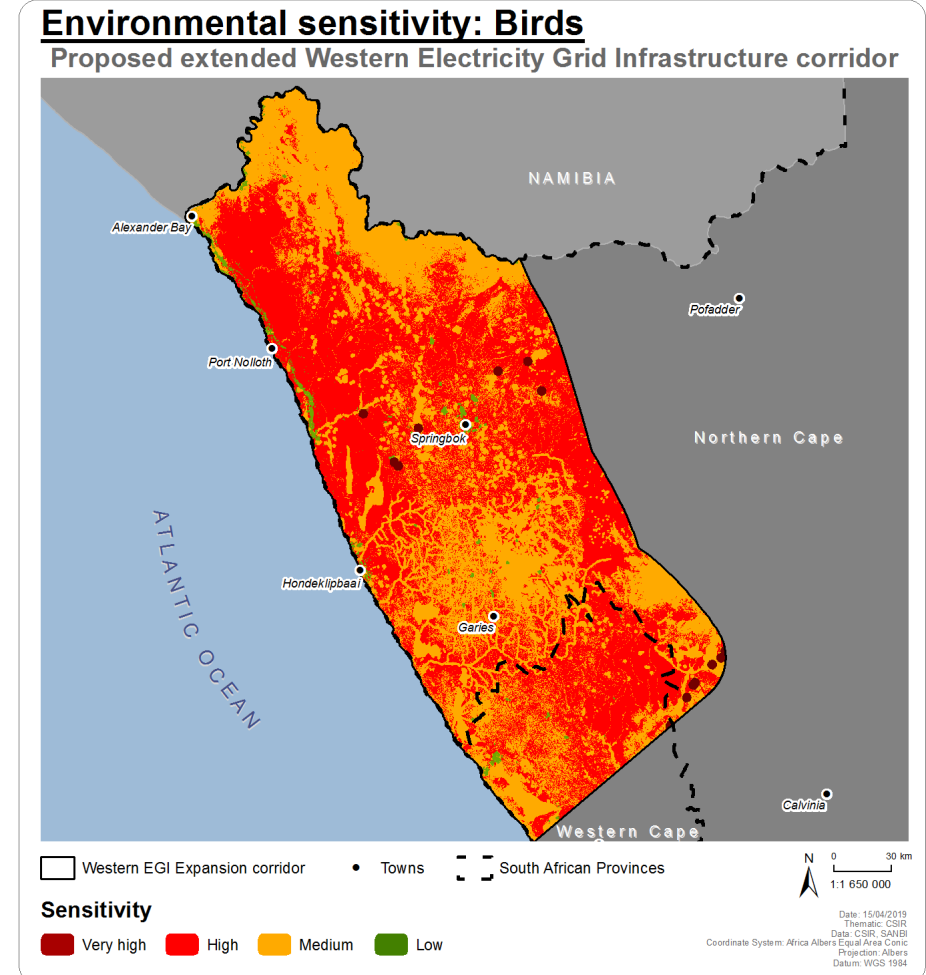 Environmental sensitivity: Birds
Proposed extended Western Electricity Grid Infrastructure corridor
NAMIBIA
Alexander Bay
Pofadder
Port Nolloth
Springbok
Northern Cape
ATLANTIC OCEAN
Hondeklipbaai
Garies
Calvinia
Western Cape
Western EGI Expansion corridor
Towns
South African Provinces
N
0 30 km
1:1 650 000
Sensitivity
Very high
High
Medium
Low
Date: 15/04/2019
Thematic: CSIR
Data: CSIR, SANBI
Coordinate System: Africa Albers Equal Area Conic
Projection: Albers
Datum: WGS 1984